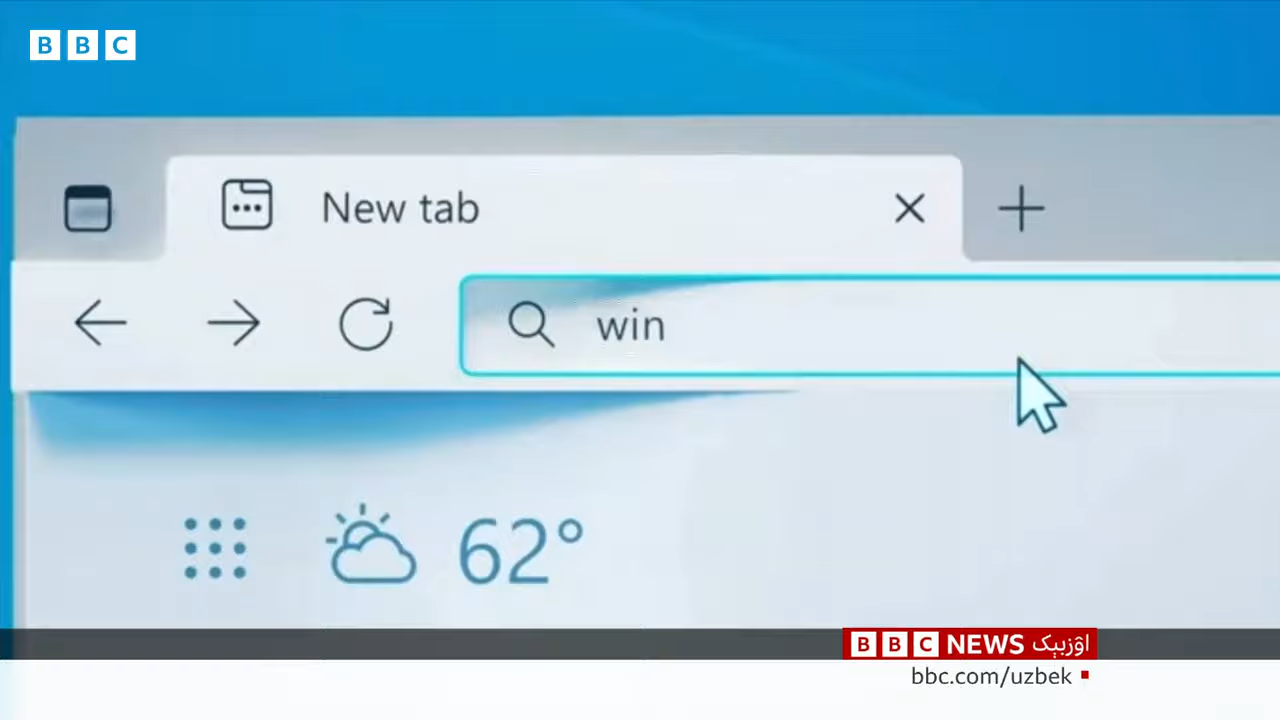 BBC
New tab
win
62°
BBC NEWS اۉزبېک
bbc.com/uzbek